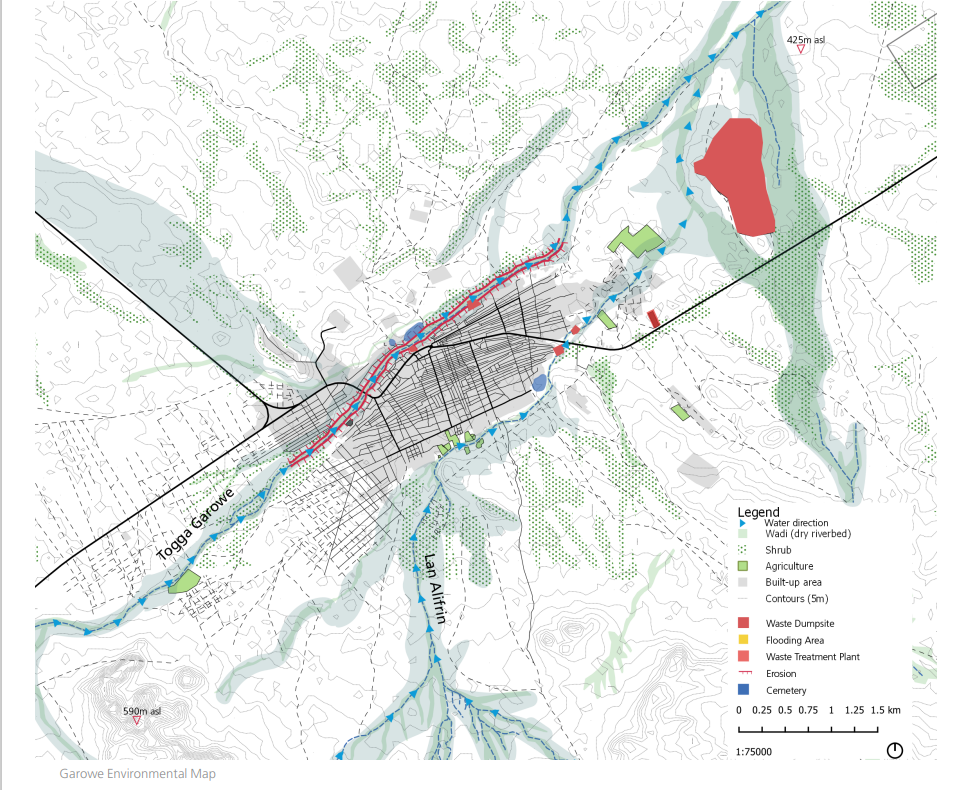 425m asl
Togga Garowe
Lan Alifrin
590m asl
Legend
Water direction
Wadi (dry riverbed)
Shrub
Agriculture
Built-up area
Contours (5m)
Waste Dumpsite
Flooding Area
Waste Treatment Plant
Erosion
Cemetery
0 0.25 0.5 0.75 1 1.25 1.5 km
1:75000
Garowe Environmental Map